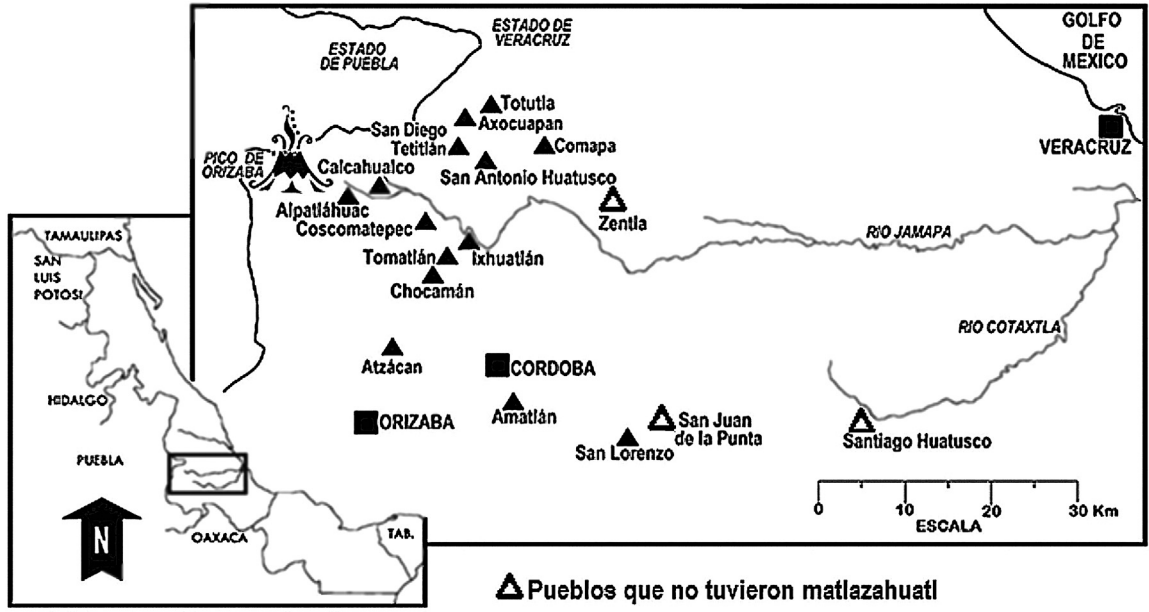 ESTADO
DE PUEBLA
ESTADO DE
VERACRUZ
GOLFO
DE
MEXICO
VERACRUZ
Totutla
Axocuapan
San Diego
Tetitlán
Comapa
San Antonio Huatusco
PICO DE
ORIZABA
Calcahualco
Alpatláhuac
Coscomatepec
Zentla
Tomatlán
Ixhuatlán
Chocamán
RIO JAMAPA
RIO COTAXTLA
Atzácan
CORDOBA
ORIZABA
Amatlán
San Juan
de la Punta
San Lorenzo
Santiago Huatusco
0 10 20 30 Km
ESCALA
TAMAULIPAS
SAN
LUIS
POTOSI
HIDALGO
PUEBLA
OAXACA
TAB.
N
Pueblos que no tuvieron matlazahuatl